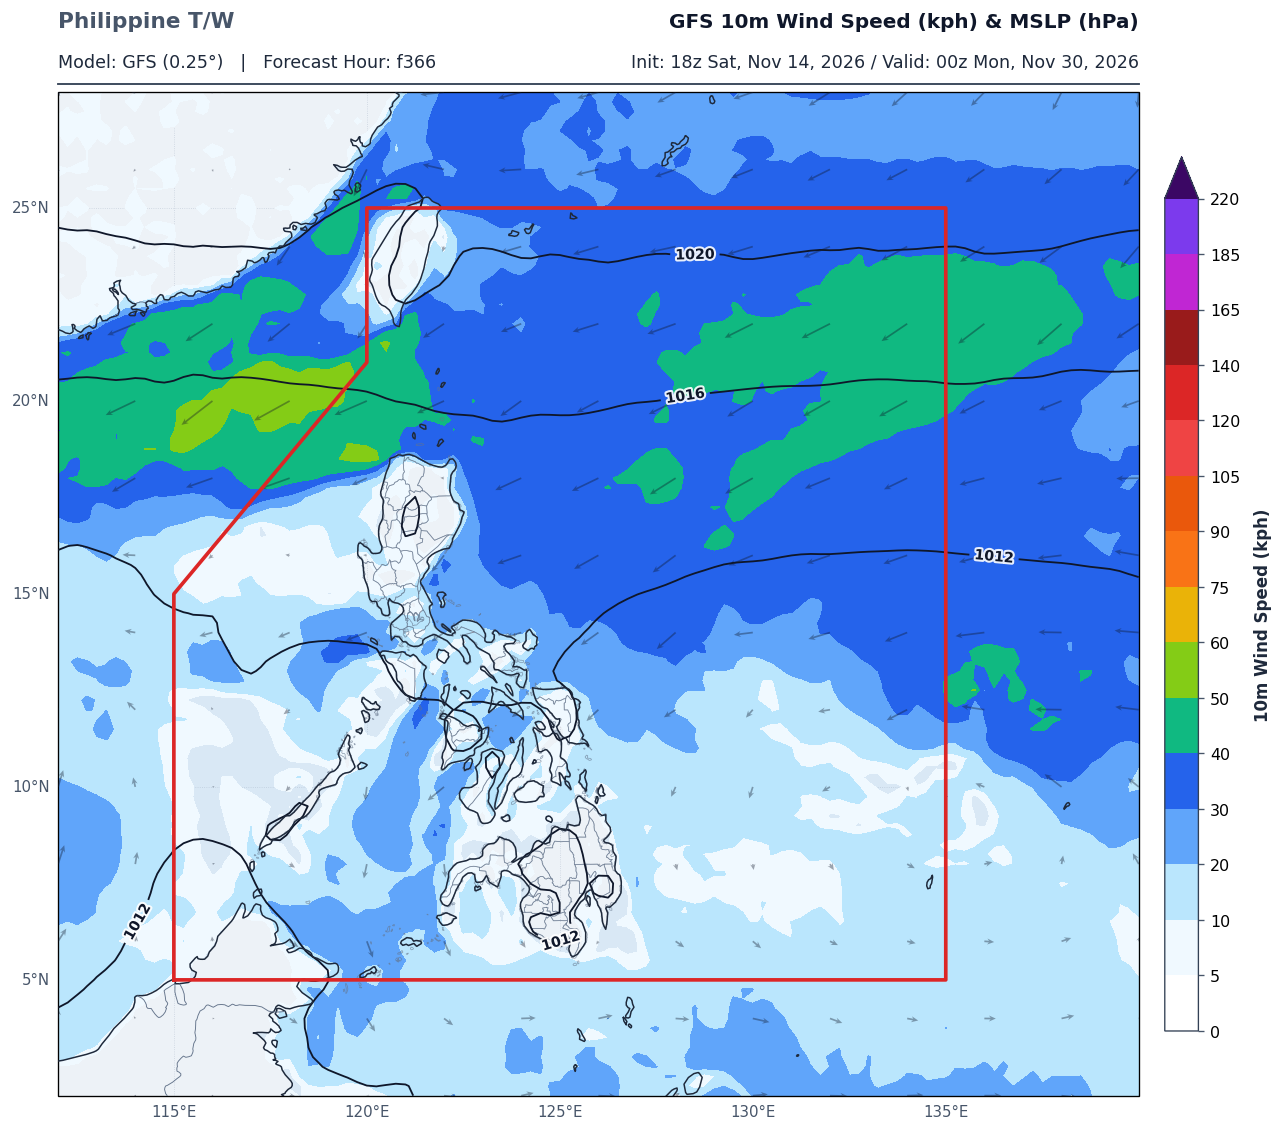 Philippine T/W
GFS 10m Wind Speed (kph) & MSLP (hPa)
Model: GFS (0.25°)   |   Forecast Hour: f366
Init: 18z Sat, Nov 14, 2026 / Valid: 00z Mon, Nov 30, 2026
25°N
20°N
15°N
10°N
5°N
115°E
120°E
125°E
130°E
135°E
1020
1016
1012
1012
1012
220
185
165
140
120
105
90
75
60
50
40
30
20
10
5
0
10m Wind Speed (kph)